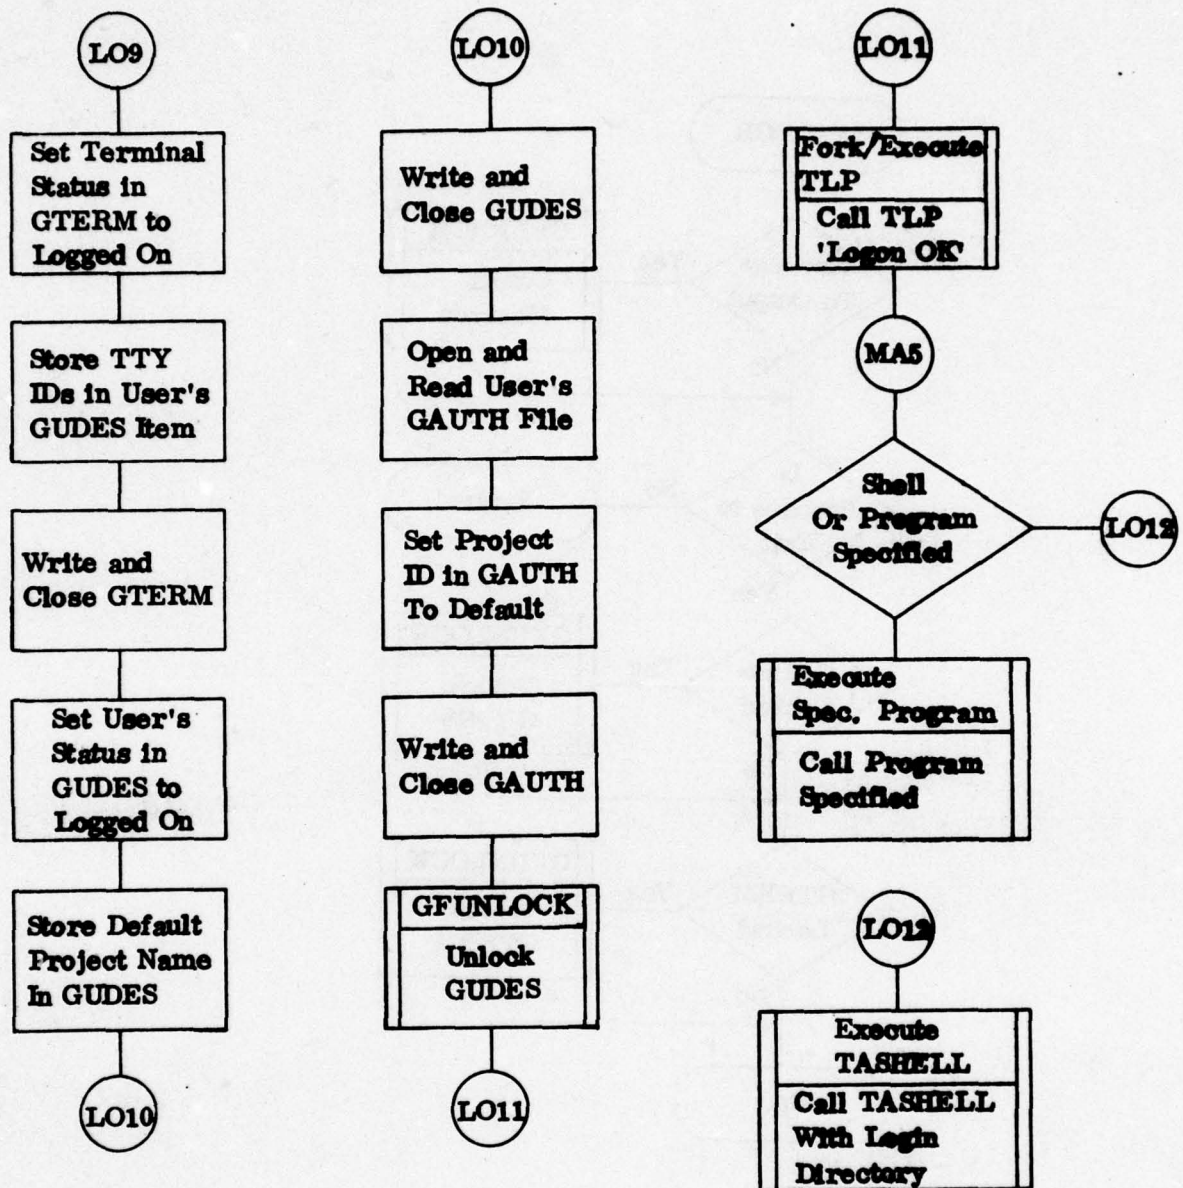 LO9
Set Terminal
Status in
GTERM to
Logged On
Store TTY
IDs in User's
GUDES Item
Write and
Close GTERM
Set User's
Status in
GUDES to
Logged On
Store Default
Project Name
In GUDES
LO10
LO10
Write and
Close GUDES
Open and
Read User's
GAUTH File
Set Project
ID in GAUTH
To Default
Write and
Close GAUTH
GFUNLOCK
Unlock
GUDES
LO11
LO11
Fork/Execute
TLP
Call TLP
'Logon OK'
MA5
Shell
Or Program
Specified
LO12
Execute
Spec. Program
Call Program
Specified
LO12
Execute
TASHELL
Call TASHELL
With Login
Directory